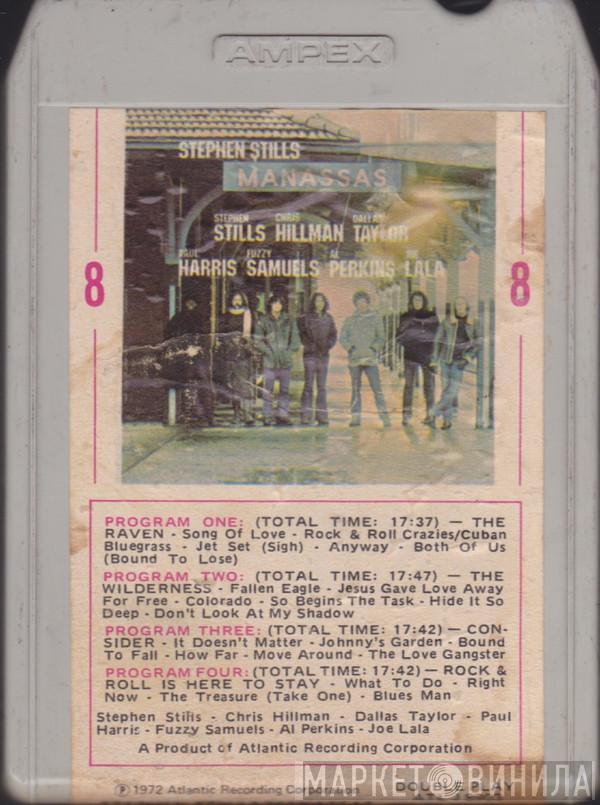 AMPEX
STEPHEN STILLS
MANASSAS
STEPHEN CHRIS DALLAS
STILLS HILLMAN TAYLOR
PAUL FUZZY AL JOE
HARRIS SAMUELS PERKINS LALA
8 8
PROGRAM ONE: (TOTAL TIME: 17:37) — THE
RAVEN - Song Of Love - Rock & Roll Crazies/Cuban
Bluegrass - Jet Set (Sigh) - Anyway - Both Of Us
(Bound To Lose)
PROGRAM TWO: (TOTAL TIME: 17:47) — THE
WILDERNESS - Fallen Eagle - Jesus Gave Love Away
For Free - Colorado - So Begins The Task - Hide It So
Deep - Don't Look At My Shadow
PROGRAM THREE: (TOTAL TIME: 17:42) — CON-
SIDER - It Doesn't Matter - Johnny's Garden - Bound
To Fall - How Far - Move Around - The Love Gangster
PROGRAM FOUR: (TOTAL TIME: 17:42) — ROCK &
ROLL IS HERE TO STAY - What To Do - Right
Now - The Treasure (Take One) - Blues Man
Stephen Stills - Chris Hillman - Dallas Taylor - Paul
Harris - Fuzzy Samuels - Al Perkins - Joe Lala
A Product of Atlantic Recording Corporation
Ⓟ 1972 Atlantic Recording Corporation DOUBLE PLAY
МАРКЕТ ВИНИЛА